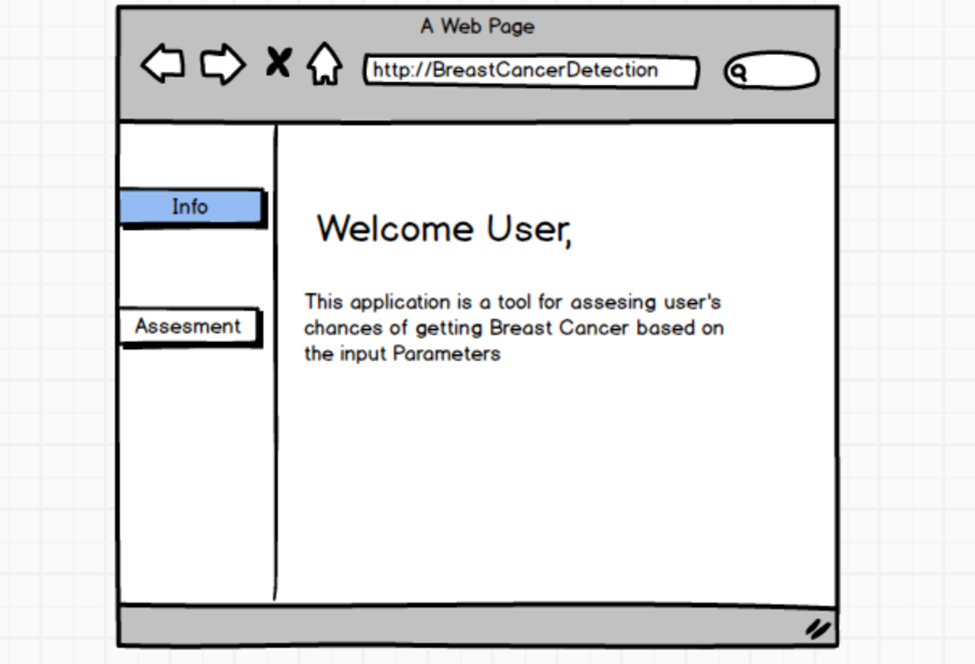 A Web Page
http://BreastCancerDetection
Info
Welcome User,
This application is a tool for assesing user's
chances of getting Breast Cancer based on
the input Parameters
Assesment